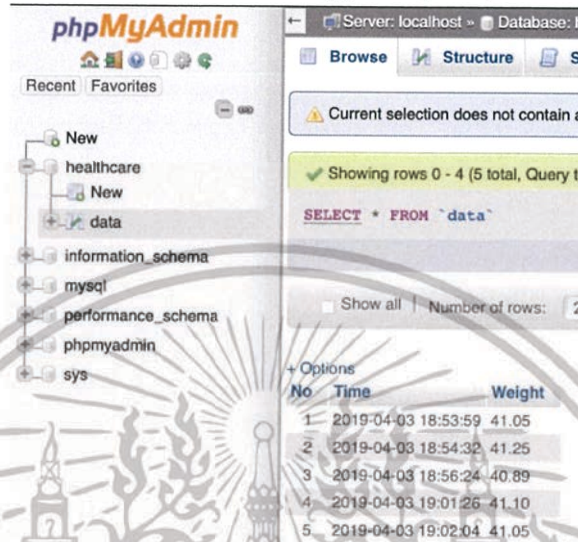 phpMyAdmin
Recent Favorites
New
healthcare
New
data
information_schema
mysql
performance_schema
phpmyadmin
sys
Server: localhost » Database:
Browse Structure
Current selection does not contain
Showing rows 0 - 4 (5 total, Query
SELECT * FROM `data`
Show all Number of rows:
+ Options
No Time Weight
1 2019-04-03 18:53:59 41.05
2 2019-04-03 18:54:32 41.25
3 2019-04-03 18:56:24 40.89
4 2019-04-03 19:01:26 41.10
5 2019-04-03 19:02:04 41.05